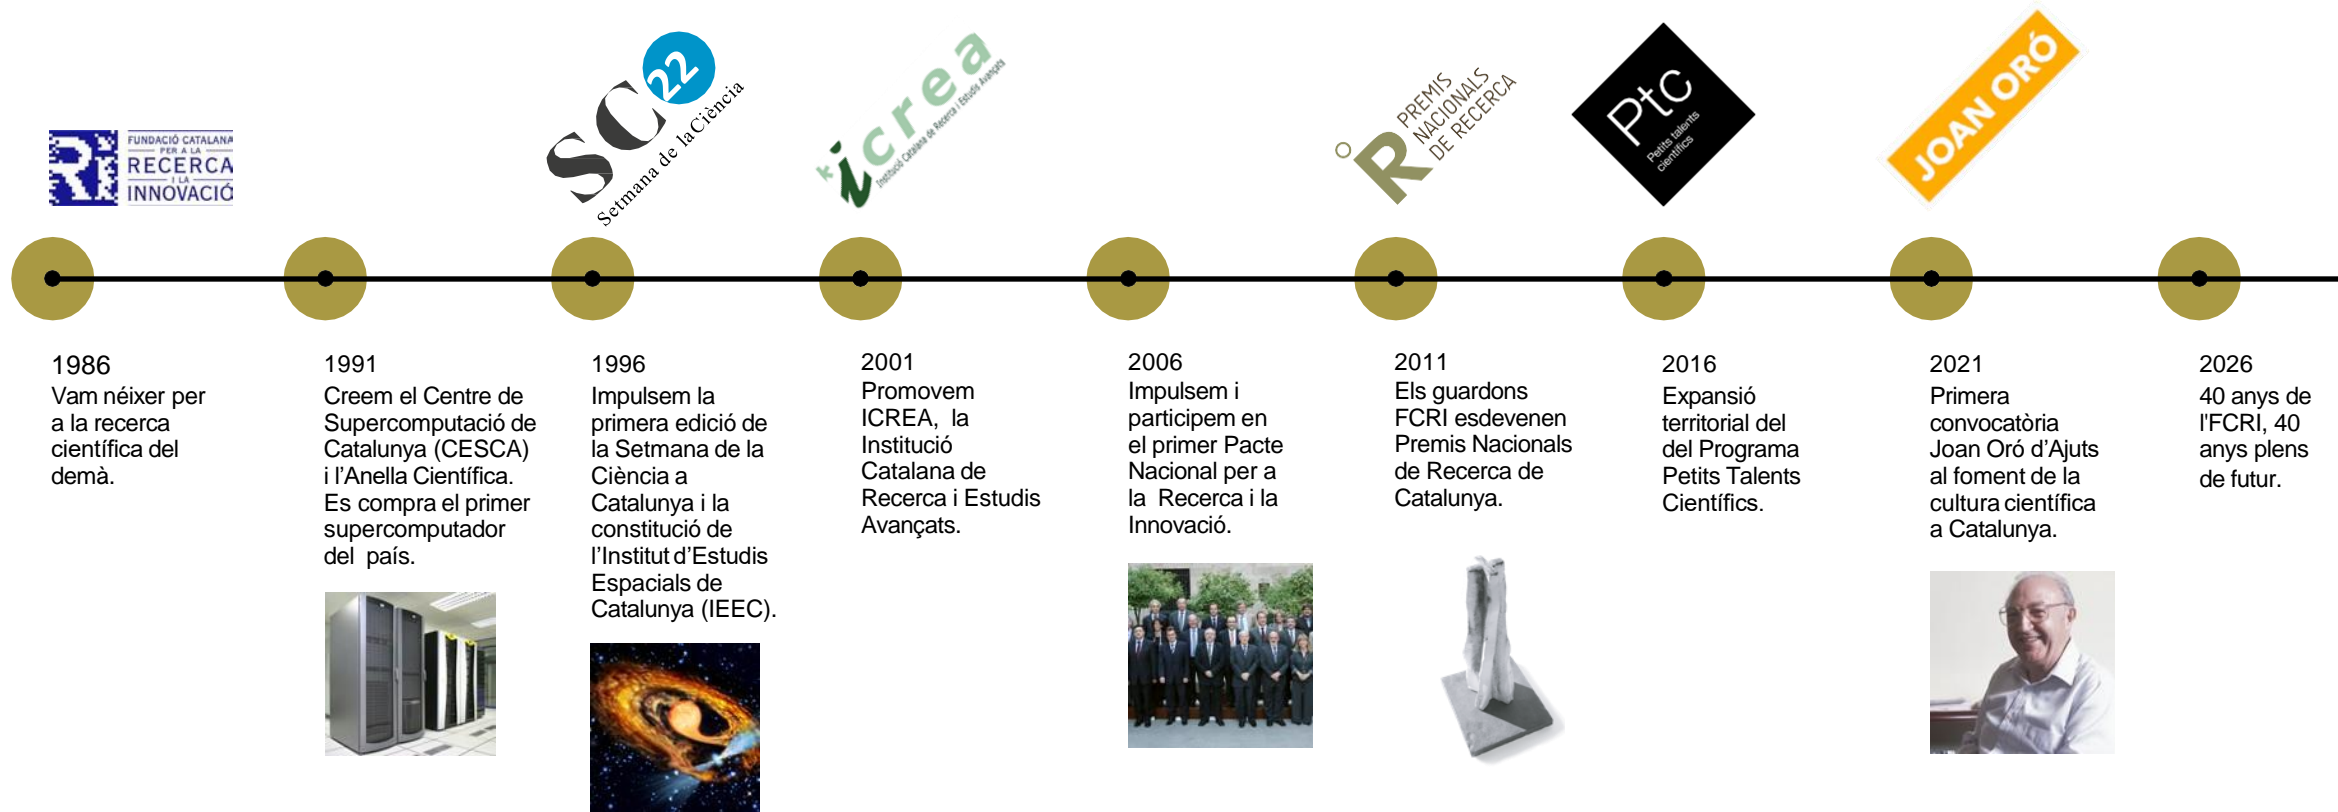 FUNDACIÓ CATALANA
PER A LA
RECERCA
I LA
INNOVACIÓ
SC22
Setmana de la Ciència
icrea
Institució Catalana de Recerca i Estudis Avançats
R
PREMIS
NACIONALS
DE RECERCA
Ptc
Petits talents
científics
JOAN ORÓ
1986
Vam néixer per
a la recerca
científica del
demà.
1991
Creem el Centre de
Supercomputació de
Catalunya (CESCA)
i l’Anella Científica.
Es compra el primer
supercomputador
del país.
1996
Impulsem la
primera edició de
la Setmana de la
Ciència a
Catalunya i la
constitució de
l’Institut d’Estudis
Espacials de
Catalunya (IEEC).
2001
Promovem
ICREA, la
Institució
Catalana de
Recerca i Estudis
Avançats.
2006
Impulsem i
participem en
el primer Pacte
Nacional per a
la Recerca i la
Innovació.
2011
Els guardons
FCRI esdevenen
Premis Nacionals
de Recerca de
Catalunya.
2016
Expansió
territorial del
del Programa
Petits Talents
Científics.
2021
Primera
convocatòria
Joan Oró d’Ajuts
al foment de la
cultura científica
a Catalunya.
2026
40 anys de
l'FCRI, 40
anys plens
de futur.